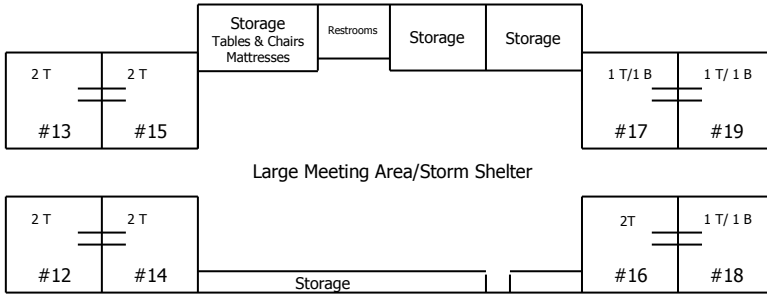 Storage
Tables & Chairs
Mattresses
Restrooms
Storage
Storage
2 T
2 T
1 T/1 B
1 T/ 1 B
#13
#15
#17
#19
Large Meeting Area/Storm Shelter
2 T
2 T
2T
1 T/ 1 B
#12
#14
#16
#18
Storage